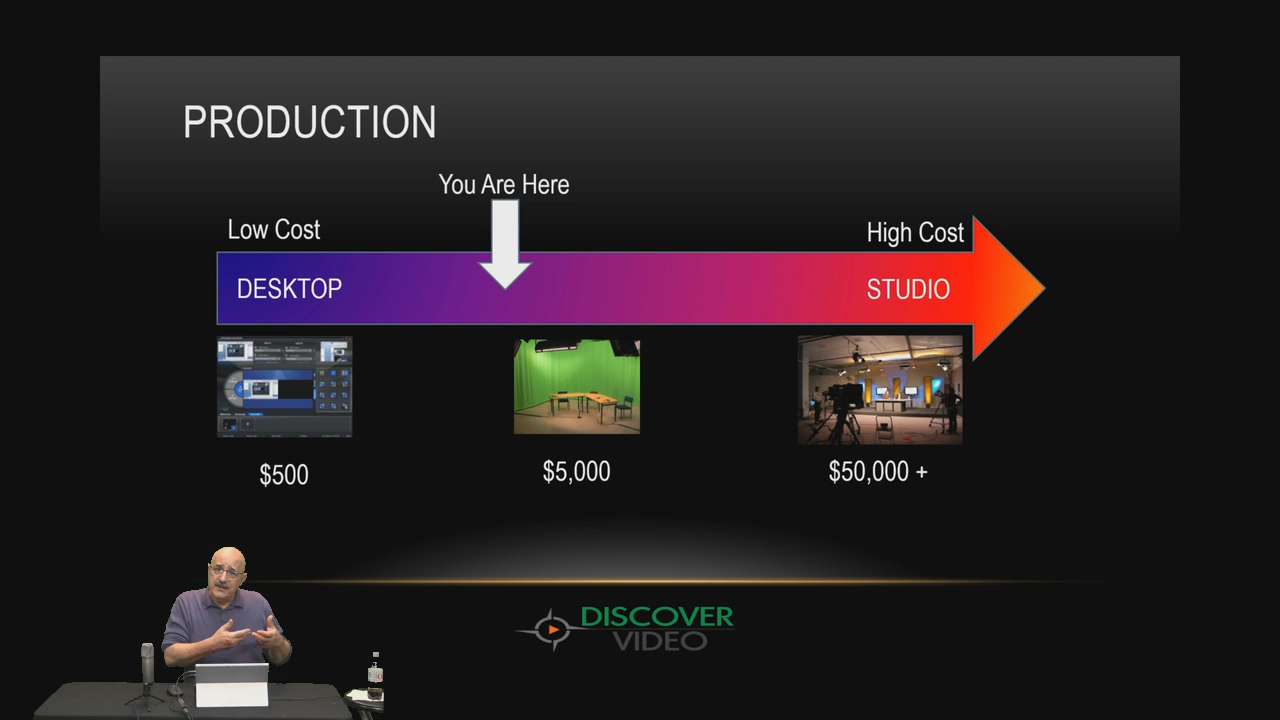 PRODUCTION
You Are Here
Low Cost
High Cost
DESKTOP
STUDIO
$500
$5,000
$50,000 +
DISCOVER
VIDEO